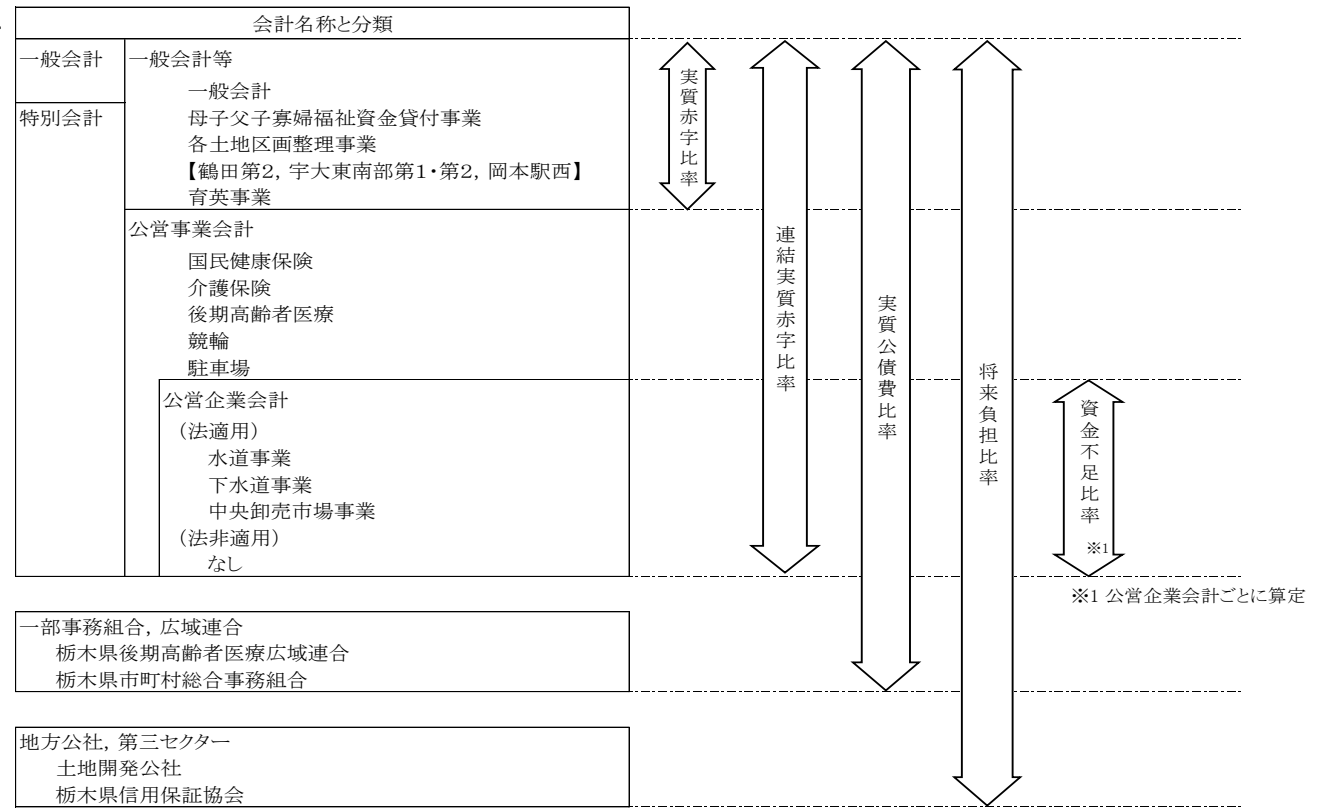 会計名称と分類
一般会計
一般会計等
一般会計
特別会計
母子父子寡婦福祉資金貸付事業
各土地区画整理事業
【鶴田第2, 宇大東南部第1・第2, 岡本駅西】
育英事業
公営事業会計
国民健康保険
介護保険
後期高齢者医療
競輪
駐車場
公営企業会計
(法適用)
水道事業
下水道事業
中央卸売市場事業
(法非適用)
なし
実質赤字比率
連結実質赤字比率
実質公債費比率
将来負担比率
資金不足比率
※1
※1 公営企業会計ごとに算定
一部事務組合, 広域連合
栃木県後期高齢者医療広域連合
栃木県市町村総合事務組合
地方公社, 第三セクター
土地開発公社
栃木県信用保証協会